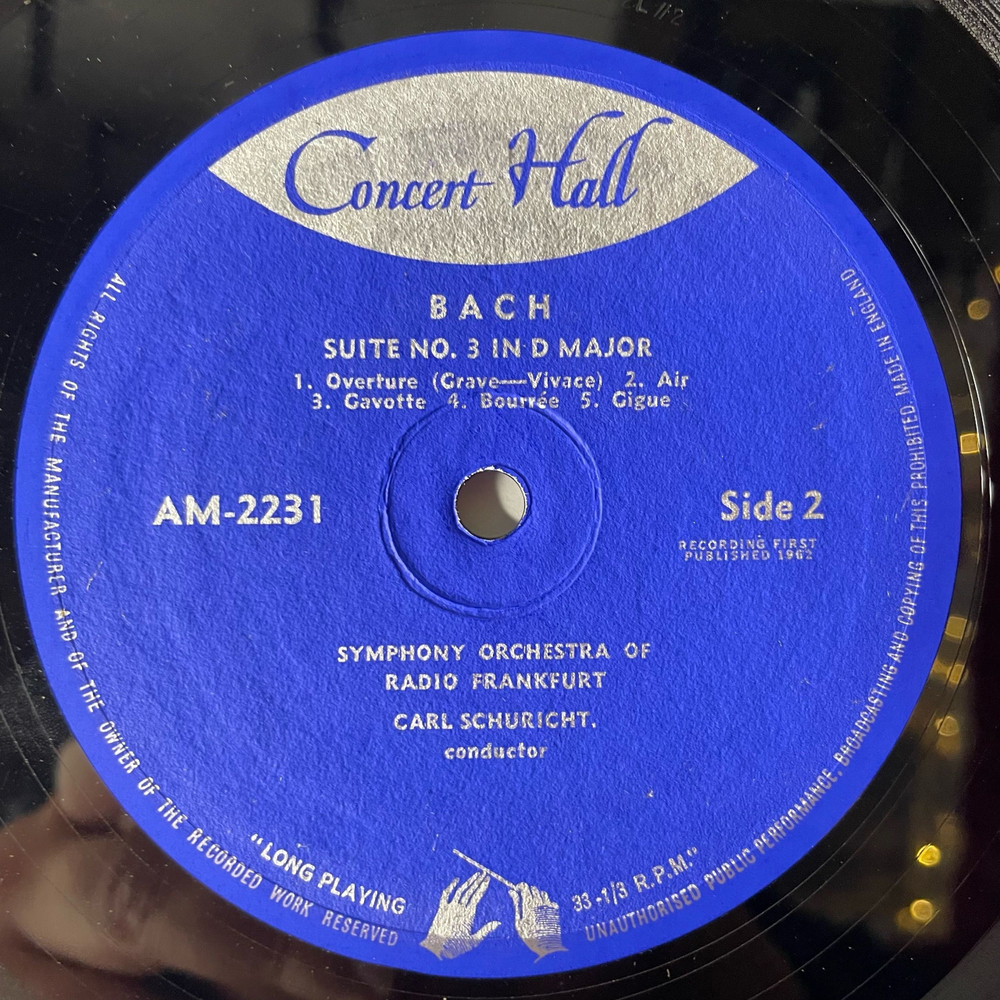 Concert Hall
BACH
SUITE NO. 3 IN D MAJOR
1. Overture (Grave—Vivace) 2. Air
3. Gavotte 4. Bourrée 5. Gigue
AM-2231
Side 2
RECORDING FIRST
PUBLISHED 1962
SYMPHONY ORCHESTRA OF
RADIO FRANKFURT
CARL SCHURICHT.
conductor
"LONG PLAYING
33-1/3 R.P.M."
ALL RIGHTS OF THE MANUFACTURER AND OF THE OWNER OF THE RECORDED WORK RESERVED
UNAUTHORISED PUBLIC PERFORMANCE, BROADCASTING AND COPYING OF THIS PROHIBITED. MADE IN ENGLAND